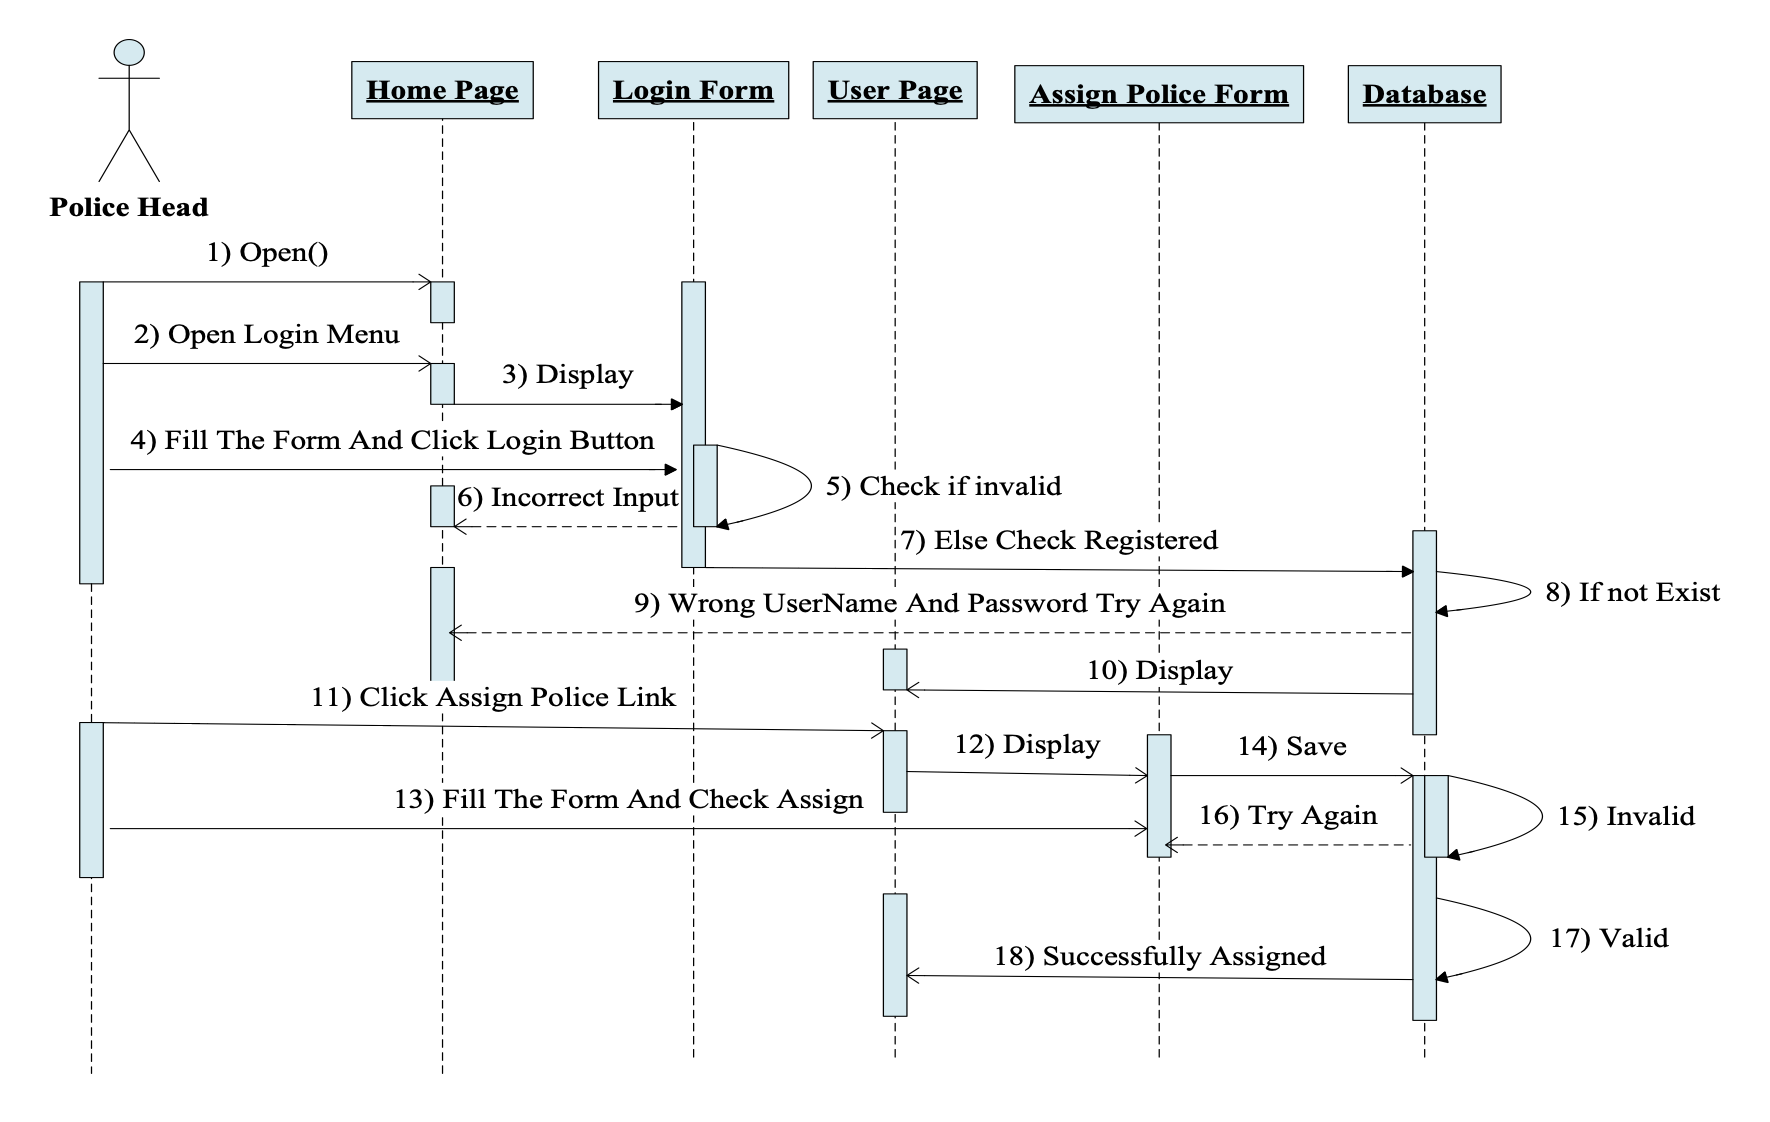 Home Page
Login Form
User Page
Assign Police Form
Database
Police Head
1) Open()
2) Open Login Menu
3) Display
4) Fill The Form And Click Login Button
5) Check if invalid
6) Incorrect Input
7) Else Check Registered
8) If not Exist
9) Wrong UserName And Password Try Again
10) Display
11) Click Assign Police Link
12) Display
14) Save
13) Fill The Form And Check Assign
16) Try Again
15) Invalid
17) Valid
18) Successfully Assigned